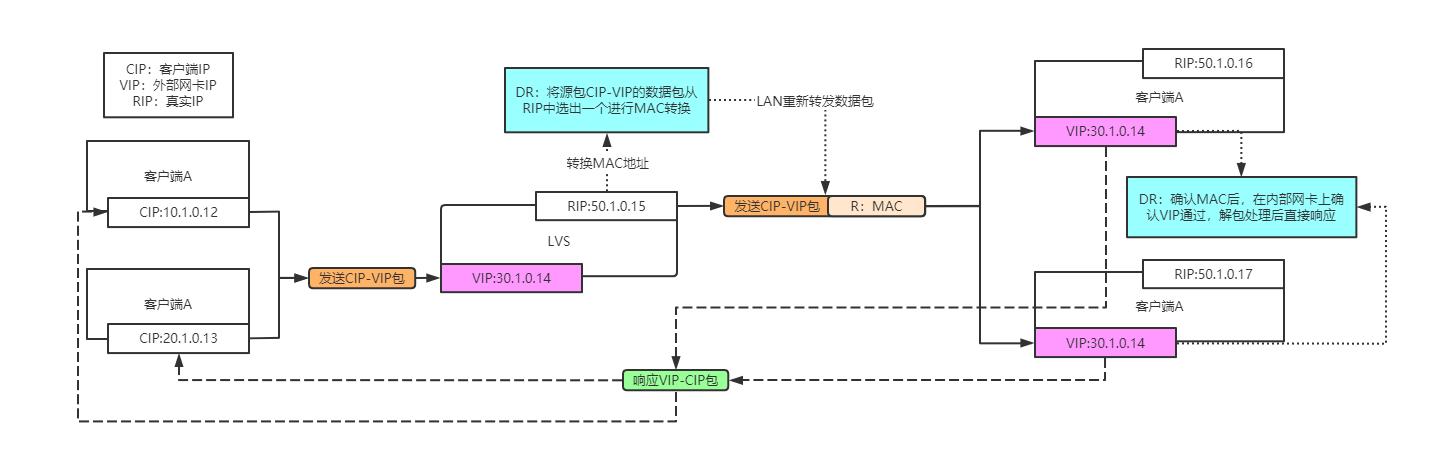 CIP：客户端IP
VIP：外部网卡IP
RIP：真实IP
客户端A
CIP:10.1.0.12
客户端A
CIP:20.1.0.13
发送CIP-VIP包
DR：将源包CIP-VIP的数据包从
RIP中选出一个进行MAC转换
转换MAC地址
RIP:50.1.0.15
LVS
VIP:30.1.0.14
LAN重新转发数据包
发送CIP-VIP包
R：MAC
RIP:50.1.0.16
客户端A
VIP:30.1.0.14
DR：确认MAC后，在内部网卡上确
认VIP通过，解包处理后直接响应
RIP:50.1.0.17
客户端A
VIP:30.1.0.14
响应VIP-CIP包